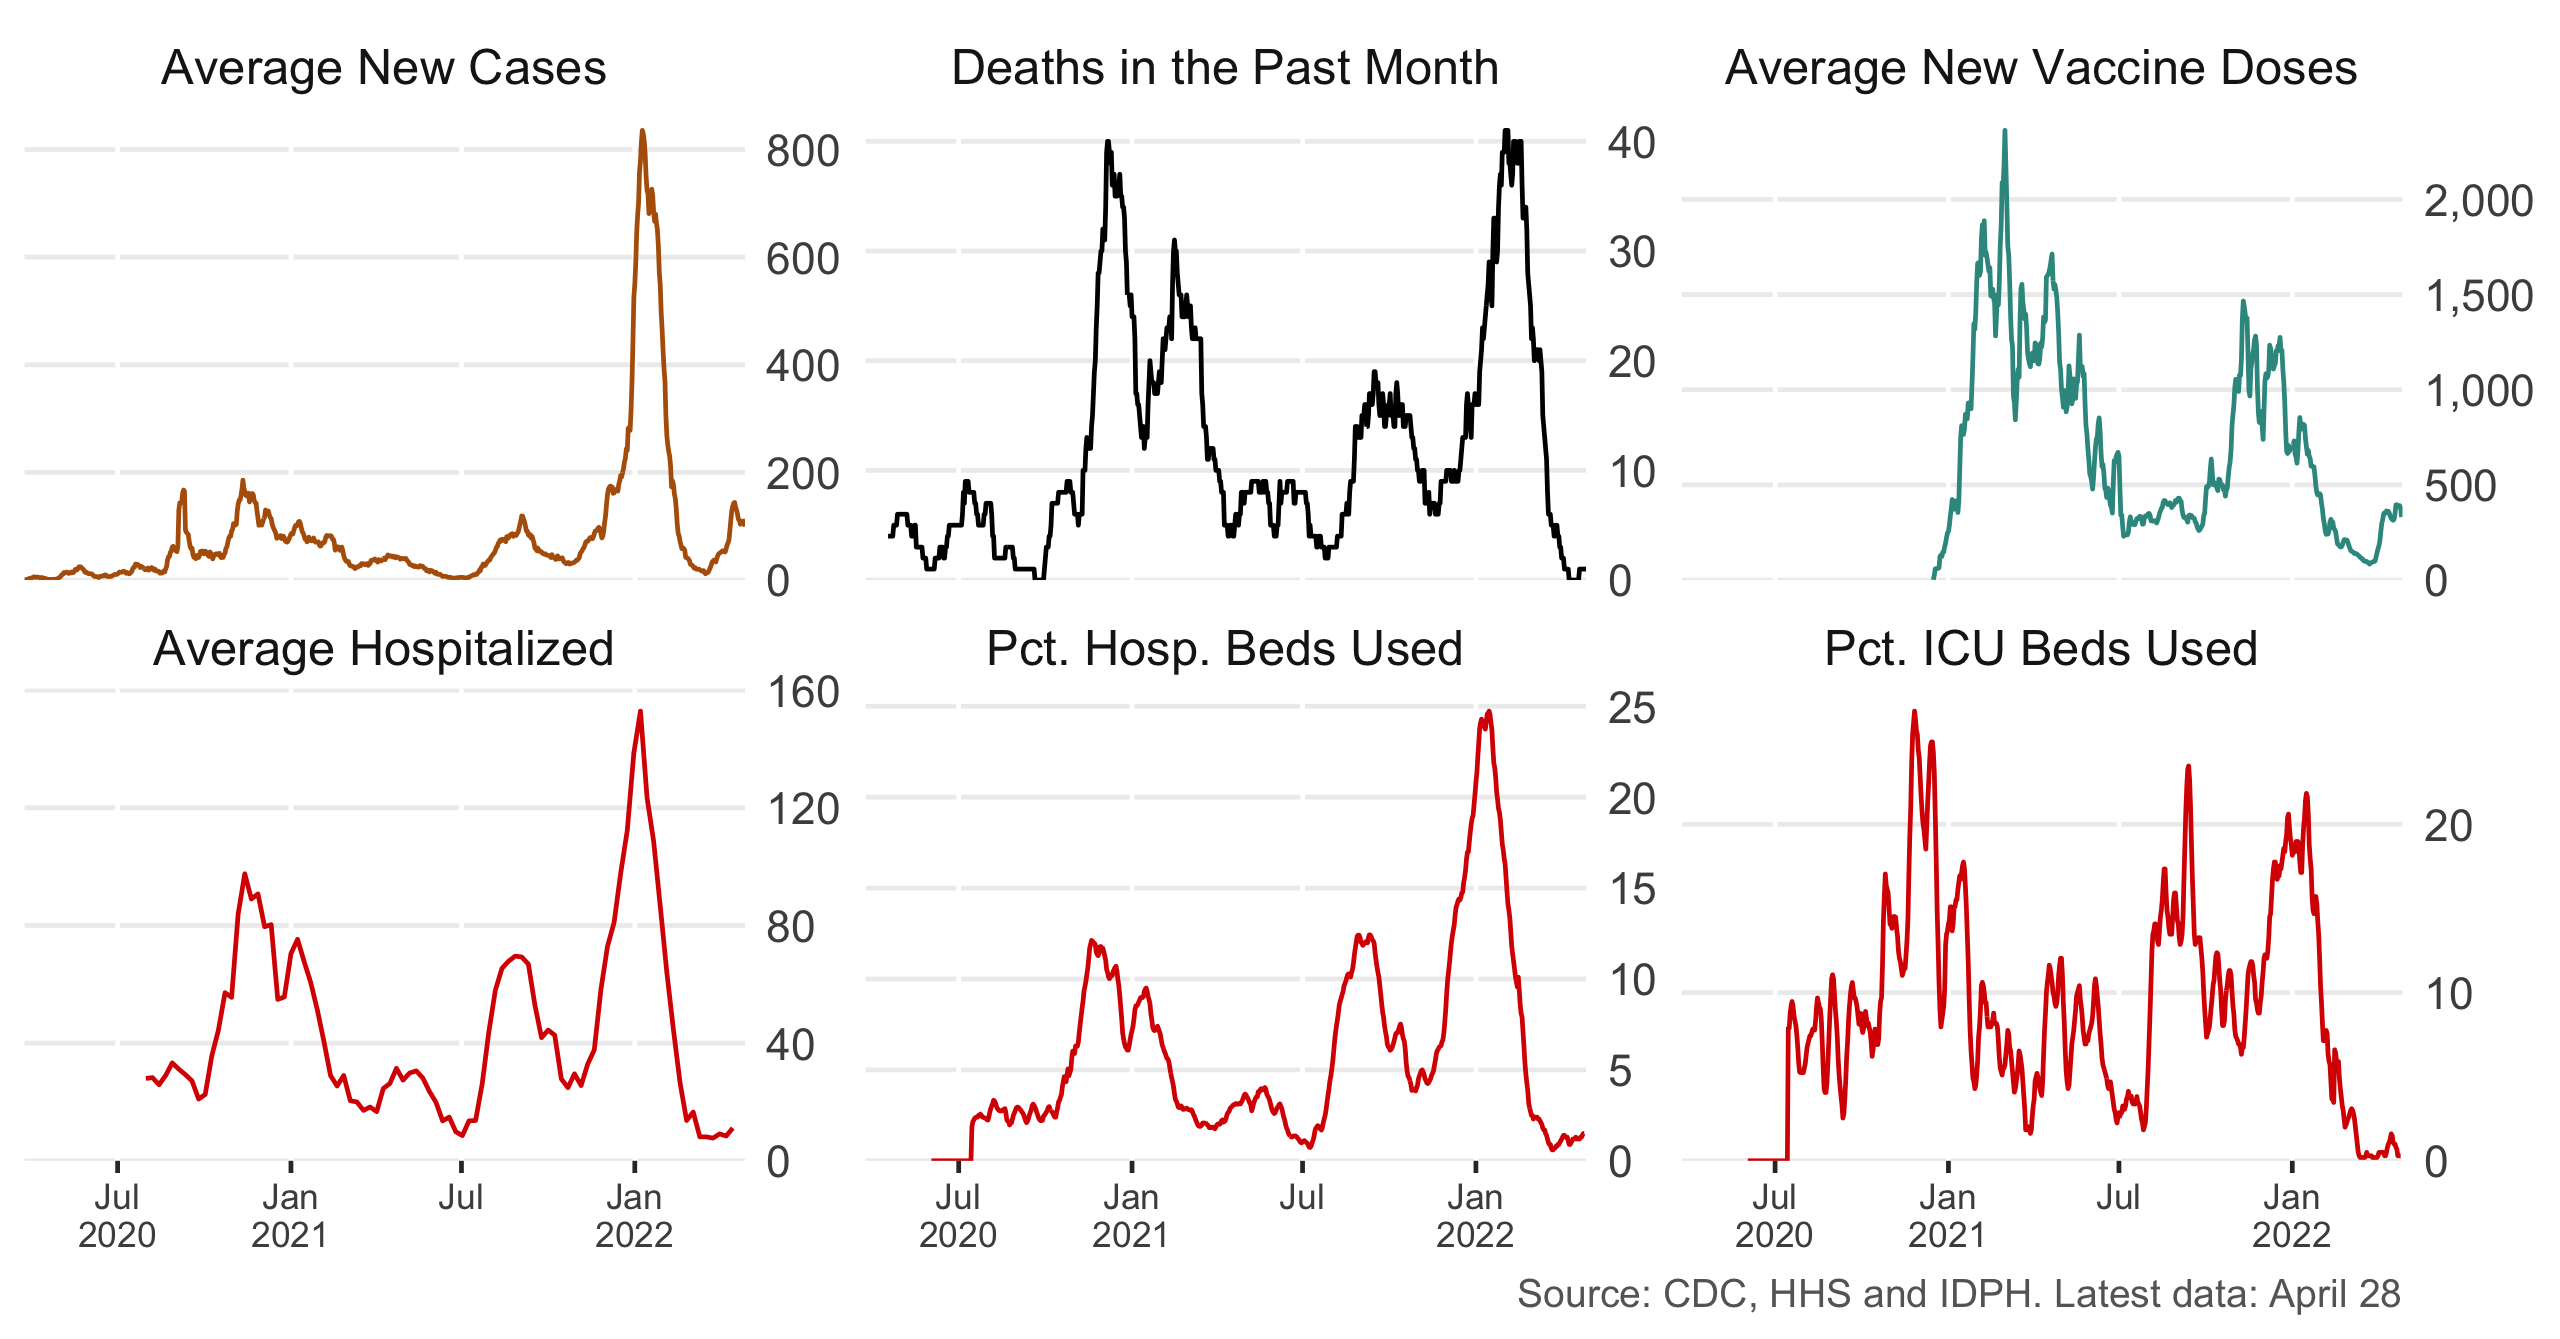 Average New Cases
Deaths in the Past Month
Average New Vaccine Doses
800
600
400
200
0
40
30
20
10
0
2,000
1,500
1,000
500
0
Average Hospitalized
Pct. Hosp. Beds Used
Pct. ICU Beds Used
160
120
80
40
0
25
20
15
10
5
0
20
10
0
Jul Jan Jul Jan
2020 2021 2022
Jul Jan Jul Jan
2020 2021 2022
Jul Jan Jul Jan
2020 2021 2022
Source: CDC, HHS and IDPH. Latest data: April 28